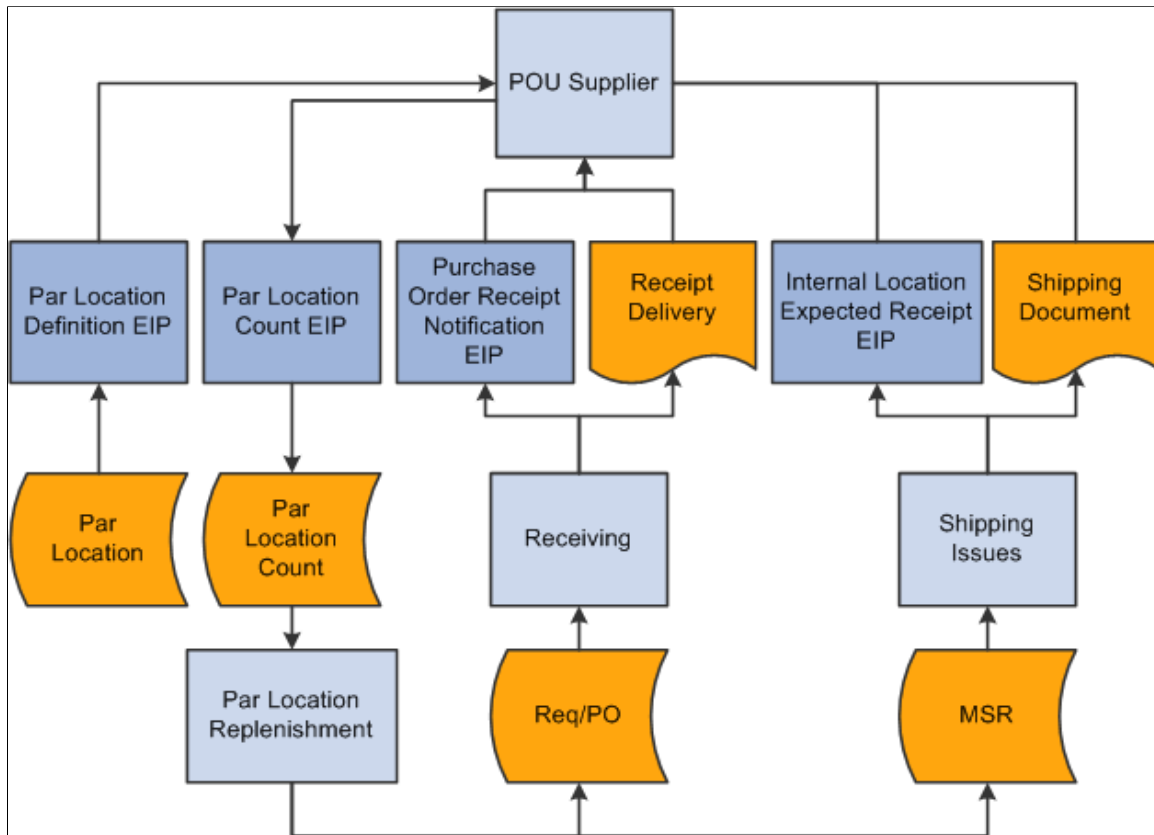 POU Supplier
Par Location
Definition EIP
Par Location
Count EIP
Purchase
Order Receipt
Notification
EIP
Receipt
Delivery
Internal Location
Expected Receipt
EIP
Shipping
Document
Par
Location
Par
Location
Count
Receiving
Shipping
Issues
Par Location
Replenishment
Req/PO
MSR